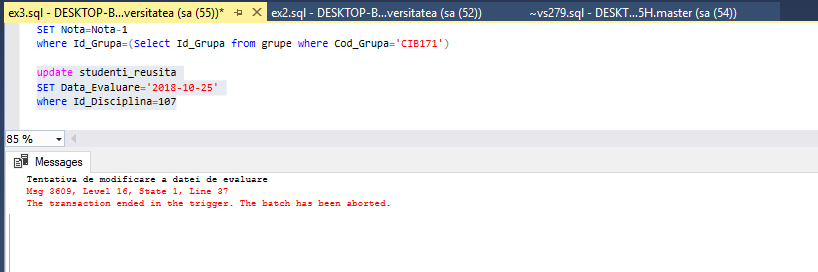 ex3.sql - DESKTOP-B...versitatea (sa (55))*
ex2.sql - DESKTOP-B...versitatea (sa (52))
~vs279.sql - DESKT...5H.master (sa (54))
SET Nota=Nota-1
where Id_Grupa=(Select Id_Grupa from grupe where Cod_Grupa='CIB171')
update studenti_reusita
SET Data_Evaluare='2018-10-25'
where Id_Disciplina=107
85 %
Messages
Tentativa de modificare a datei de evaluare
Msg 3609, Level 16, State 1, Line 37
The transaction ended in the trigger. The batch has been aborted.